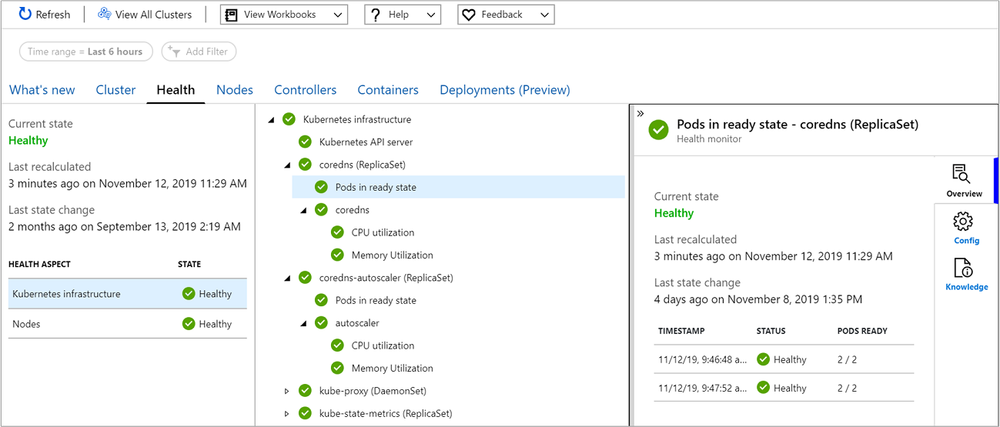 Refresh
View All Clusters
View Workbooks
Help
Feedback
Time range = Last 6 hours
Add Filter
What's new
Cluster
Health
Nodes
Controllers
Containers
Deployments (Preview)
Current state
Healthy
Last recalculated
3 minutes ago on November 12, 2019 11:29 AM
Last state change
2 months ago on September 13, 2019 2:19 AM
HEALTH ASPECT STATE
Kubernetes infrastructure Healthy
Nodes Healthy
Kubernetes infrastructure
Kubernetes API server
coredns (ReplicaSet)
Pods in ready state
coredns
CPU utilization
Memory Utilization
coredns-autoscaler (ReplicaSet)
Pods in ready state
autoscaler
CPU utilization
Memory Utilization
kube-proxy (DaemonSet)
kube-state-metrics (ReplicaSet)
»
Pods in ready state - coredns (ReplicaSet)
Health monitor
Current state
Healthy
Last recalculated
3 minutes ago on November 12, 2019 11:29 AM
Last state change
4 days ago on November 8, 2019 1:35 PM
TIMESTAMP STATUS PODS READY
11/12/19, 9:46:48 a... Healthy 2 / 2
11/12/19, 9:47:52 a... Healthy 2 / 2
Overview
Config
Knowledge